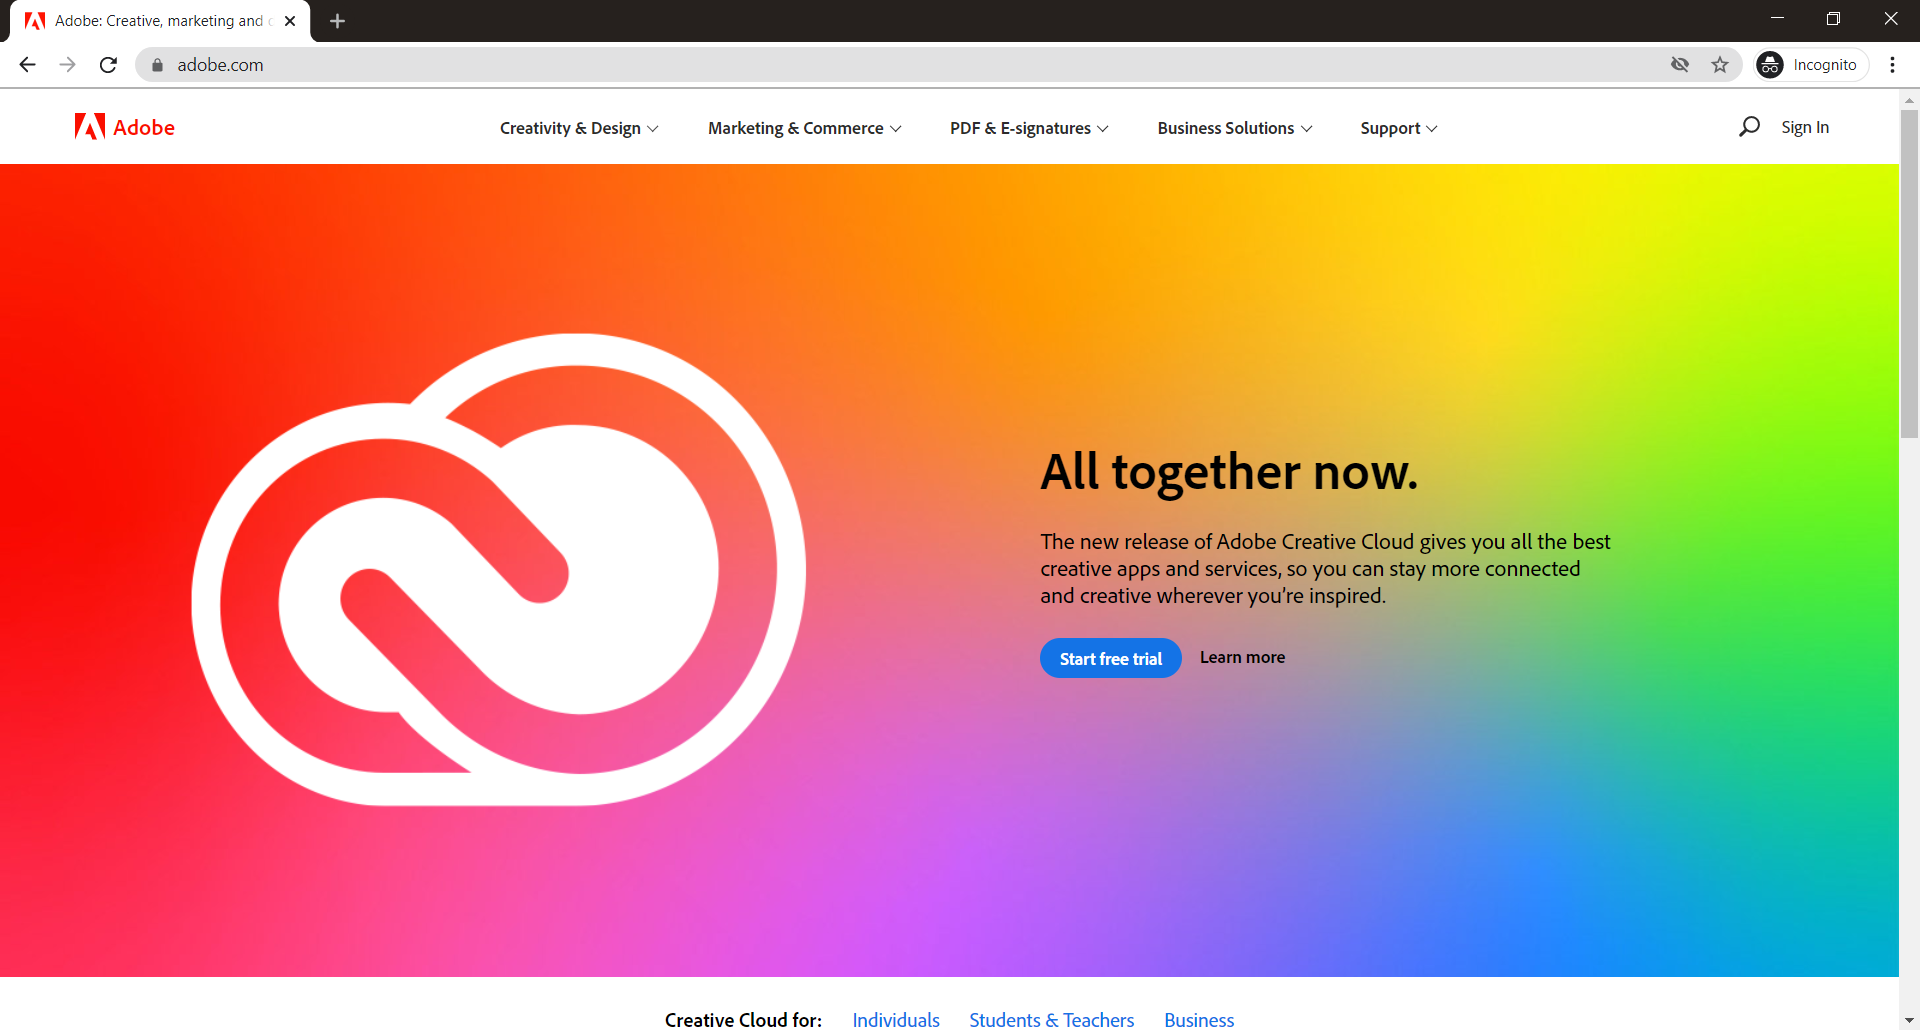 Adobe: Creative, marketing and
adobe.com
Incognito
Adobe
Creativity & Design
Marketing & Commerce
PDF & E-signatures
Business Solutions
Support
Sign In
All together now.
The new release of Adobe Creative Cloud gives you all the best
creative apps and services, so you can stay more connected
and creative wherever you’re inspired.
Start free trial
Learn more
Creative Cloud for:
Individuals
Students & Teachers
Business